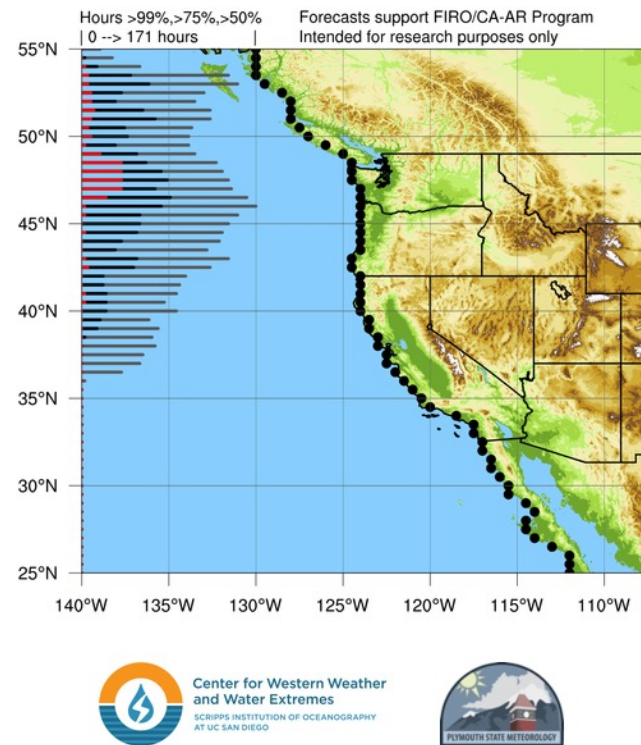 Hours >99%,>75%,>50%
| 0 --> 171 hours |
Forecasts support FIRO/CA-AR Program
Intended for research purposes only
55°N
50°N
45°N
40°N
35°N
30°N
25°N
140°W 135°W 130°W 125°W 120°W 115°W 110°W
Center for Western Weather
and Water Extremes
SCRIPPS INSTITUTION OF OCEANOGRAPHY
AT UC SAN DIEGO
PLYMOUTH STATE METEOROLOGY